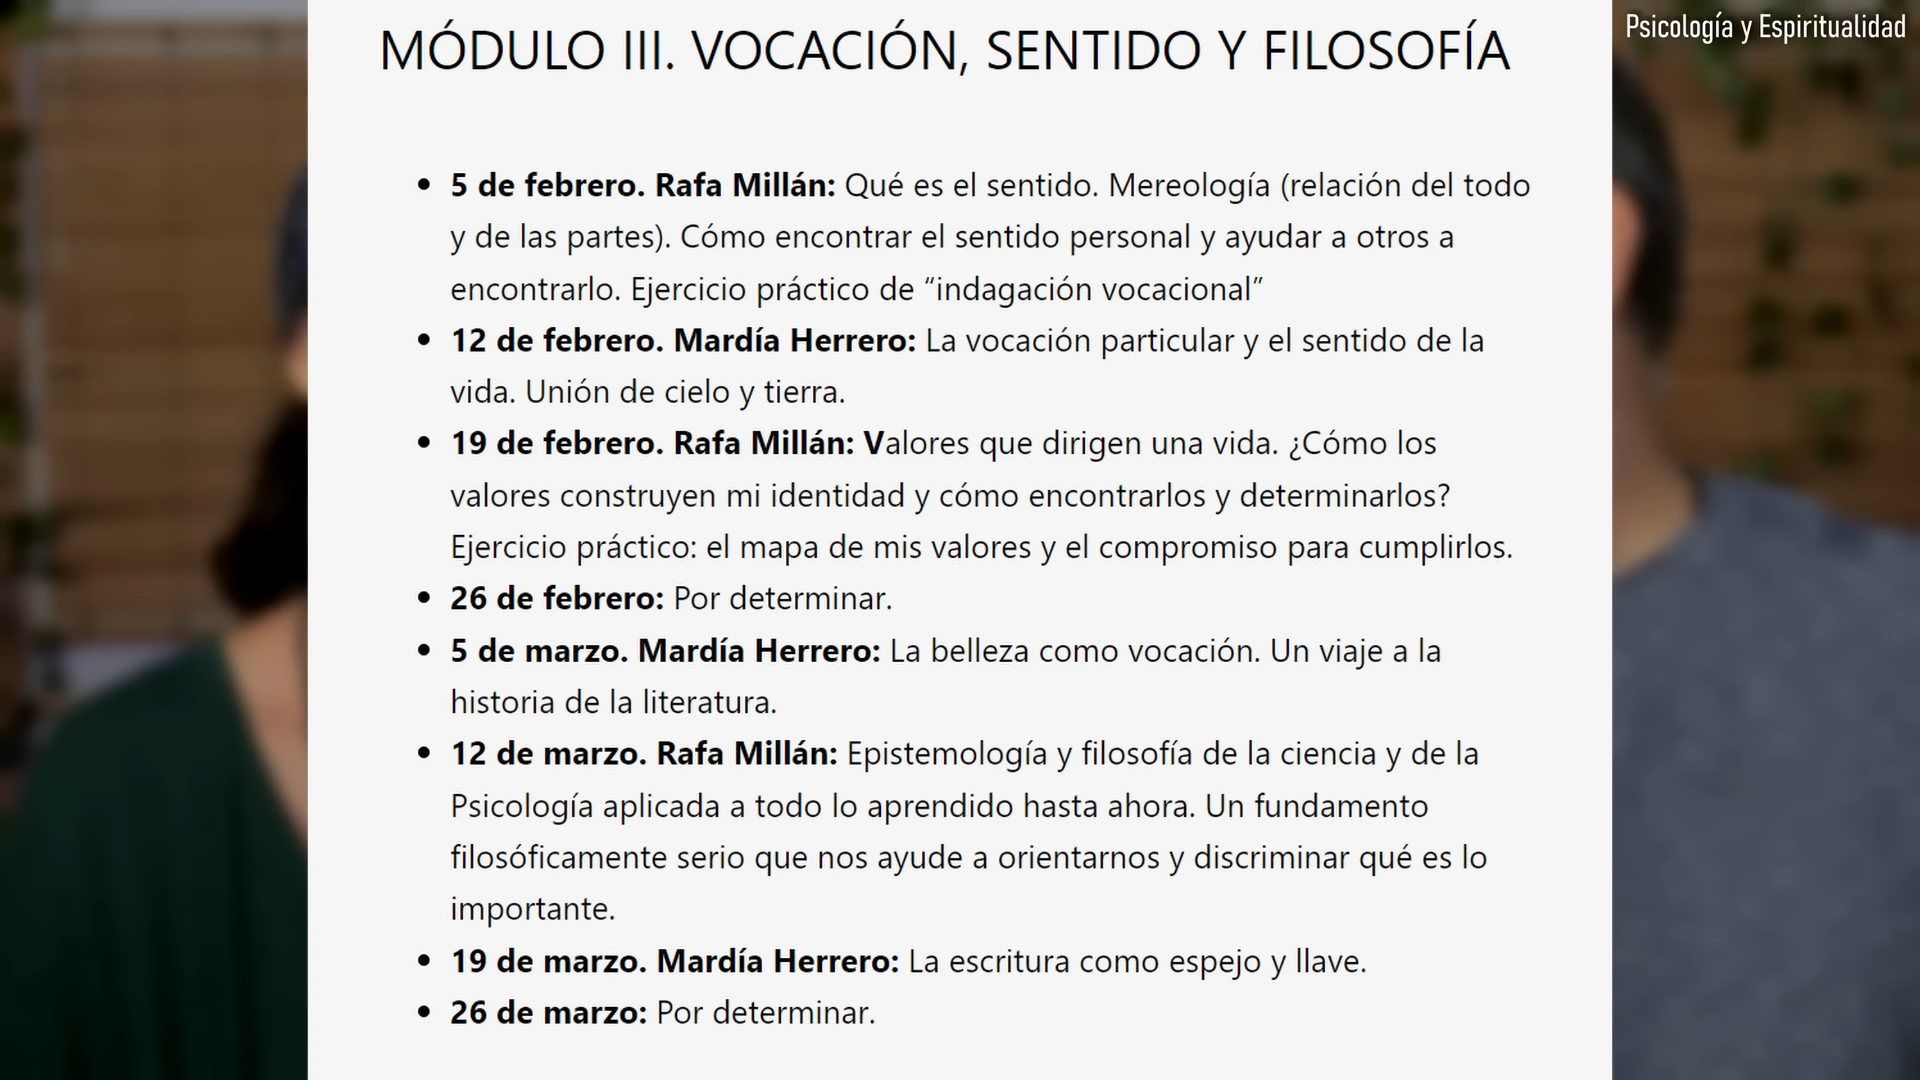 Psicología y Espiritualidad
MÓDULO III. VOCACIÓN, SENTIDO Y FILOSOFÍA
• 5 de febrero. Rafa Millán: Qué es el sentido. Mereología (relación del todo
y de las partes). Cómo encontrar el sentido personal y ayudar a otros a
encontrarlo. Ejercicio práctico de “indagación vocacional”
• 12 de febrero. Mardía Herrero: La vocación particular y el sentido de la
vida. Unión de cielo y tierra.
• 19 de febrero. Rafa Millán: Valores que dirigen una vida. ¿Cómo los
valores construyen mi identidad y cómo encontrarlos y determinarlos?
Ejercicio práctico: el mapa de mis valores y el compromiso para cumplirlos.
• 26 de febrero: Por determinar.
• 5 de marzo. Mardía Herrero: La belleza como vocación. Un viaje a la
historia de la literatura.
• 12 de marzo. Rafa Millán: Epistemología y filosofía de la ciencia y de la
Psicología aplicada a todo lo aprendido hasta ahora. Un fundamento
filosóficamente serio que nos ayude a orientarnos y discriminar qué es lo
importante.
• 19 de marzo. Mardía Herrero: La escritura como espejo y llave.
• 26 de marzo: Por determinar.